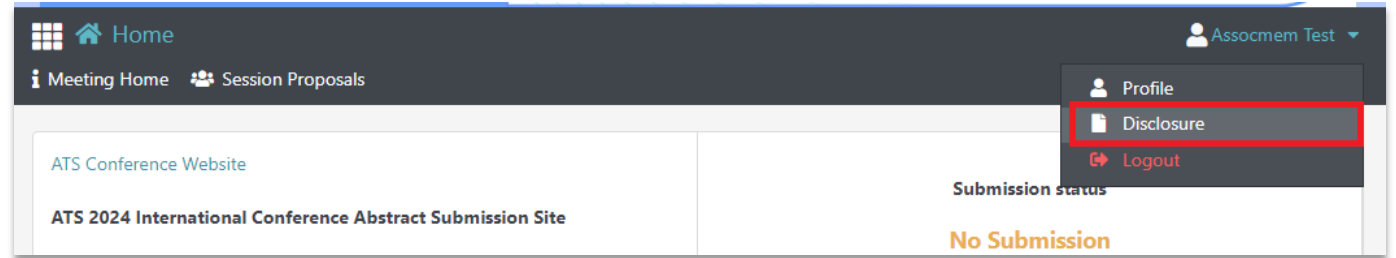 Home
Assocmem Test
Meeting Home
Session Proposals
Profile
Disclosure
Logout
ATS Conference Website
ATS 2024 International Conference Abstract Submission Site
Submission status
No Submission